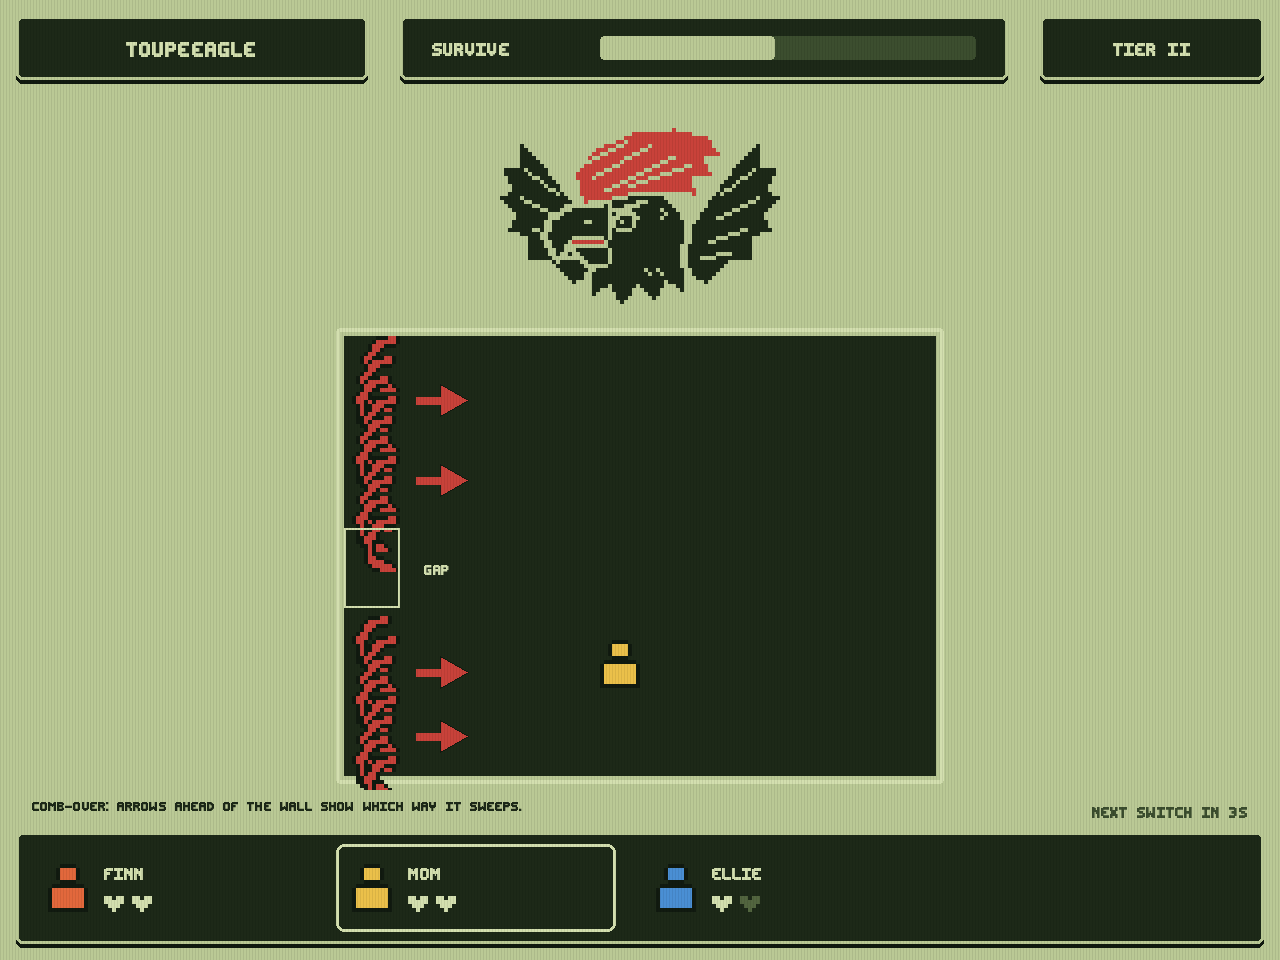 TOUPEEAGLE
SURVIVE
TIER II
GAP
COMB-OVER: ARROWS AHEAD OF THE WALL SHOW WHICH WAY IT SWEEPS.
NEXT SWITCH IN 3S
FINN
MOM
ELLIE